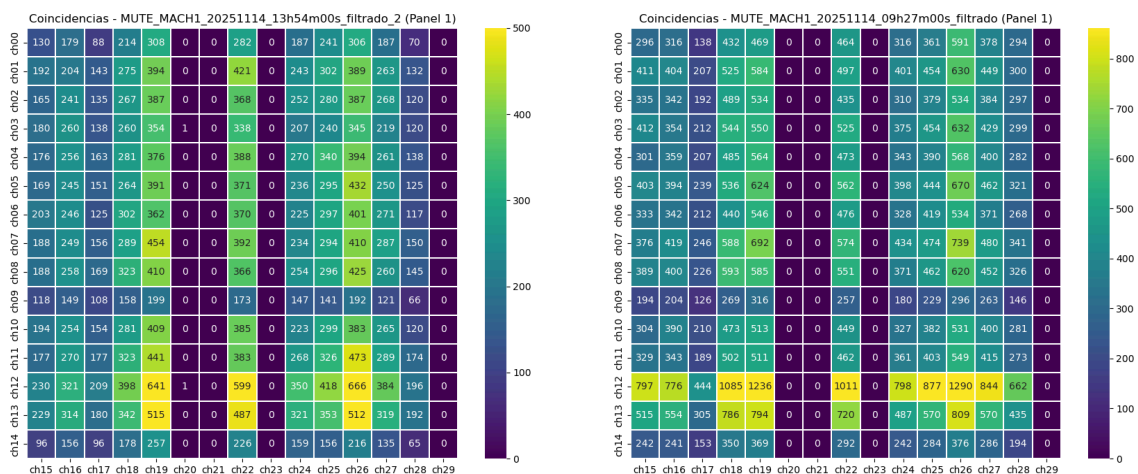 Coincidencias - MUTE_MACH1_20251114_13h54m00s_filtrado_2 (Panel 1)
ch00 130 179 88 214 308 0 0 282 0 187 241 306 187 70 0
ch01 192 204 143 275 394 0 0 421 0 243 302 389 263 132 0
ch02 165 241 135 267 387 0 0 368 0 252 280 387 268 120 0
ch03 180 260 138 260 354 1 0 338 0 207 240 345 219 120 0
ch04 176 256 163 281 376 0 0 388 0 270 340 394 261 138 0
ch05 169 245 151 264 391 0 0 371 0 236 295 432 250 125 0
ch06 203 246 125 302 362 0 0 370 0 225 297 401 271 117 0
ch07 188 249 156 289 454 0 0 392 0 234 294 410 287 150 0
ch08 188 258 169 323 410 0 0 366 0 254 296 425 260 145 0
ch09 118 149 108 158 199 0 0 173 0 147 141 192 121 66 0
ch10 194 254 154 281 409 0 0 385 0 223 299 383 265 120 0
ch11 177 270 177 323 441 0 0 383 0 268 326 473 289 174 0
ch12 230 321 209 398 641 1 0 599 0 350 418 666 384 196 0
ch13 229 314 180 342 515 0 0 487 0 321 353 512 319 192 0
ch14 96 156 96 178 257 0 0 226 0 159 156 216 135 65 0
ch15 ch16 ch17 ch18 ch19 ch20 ch21 ch22 ch23 ch24 ch25 ch26 ch27 ch28 ch29
500
400
300
200
100
0
Coincidencias - MUTE_MACH1_20251114_09h27m00s_filtrado (Panel 1)
ch00 296 316 138 432 469 0 0 464 0 316 361 591 378 294 0
ch01 411 404 207 525 584 0 0 497 0 401 454 630 449 300 0
ch02 335 342 192 489 534 0 0 435 0 310 379 534 384 297 0
ch03 412 354 212 544 550 0 0 525 0 375 454 632 429 299 0
ch04 301 359 207 485 564 0 0 473 0 343 390 568 400 282 0
ch05 403 394 239 536 624 0 0 562 0 398 444 670 462 321 0
ch06 333 342 212 440 546 0 0 476 0 328 419 534 371 268 0
ch07 376 419 246 588 692 0 0 574 0 434 474 739 480 341 0
ch08 389 400 226 593 585 0 0 551 0 371 462 620 452 326 0
ch09 194 204 126 269 316 0 0 257 0 180 229 296 263 146 0
ch10 304 390 210 473 513 0 0 449 0 327 382 531 400 281 0
ch11 329 343 189 502 511 0 0 462 0 361 403 549 415 273 0
ch12 797 776 444 1085 1236 0 0 1011 0 798 877 1290 844 662 0
ch13 515 554 305 786 794 0 0 720 0 487 570 809 570 435 0
ch14 242 241 153 350 369 0 0 292 0 242 284 376 286 194 0
ch15 ch16 ch17 ch18 ch19 ch20 ch21 ch22 ch23 ch24 ch25 ch26 ch27 ch28 ch29
800
700
600
500
400
300
200
100
0